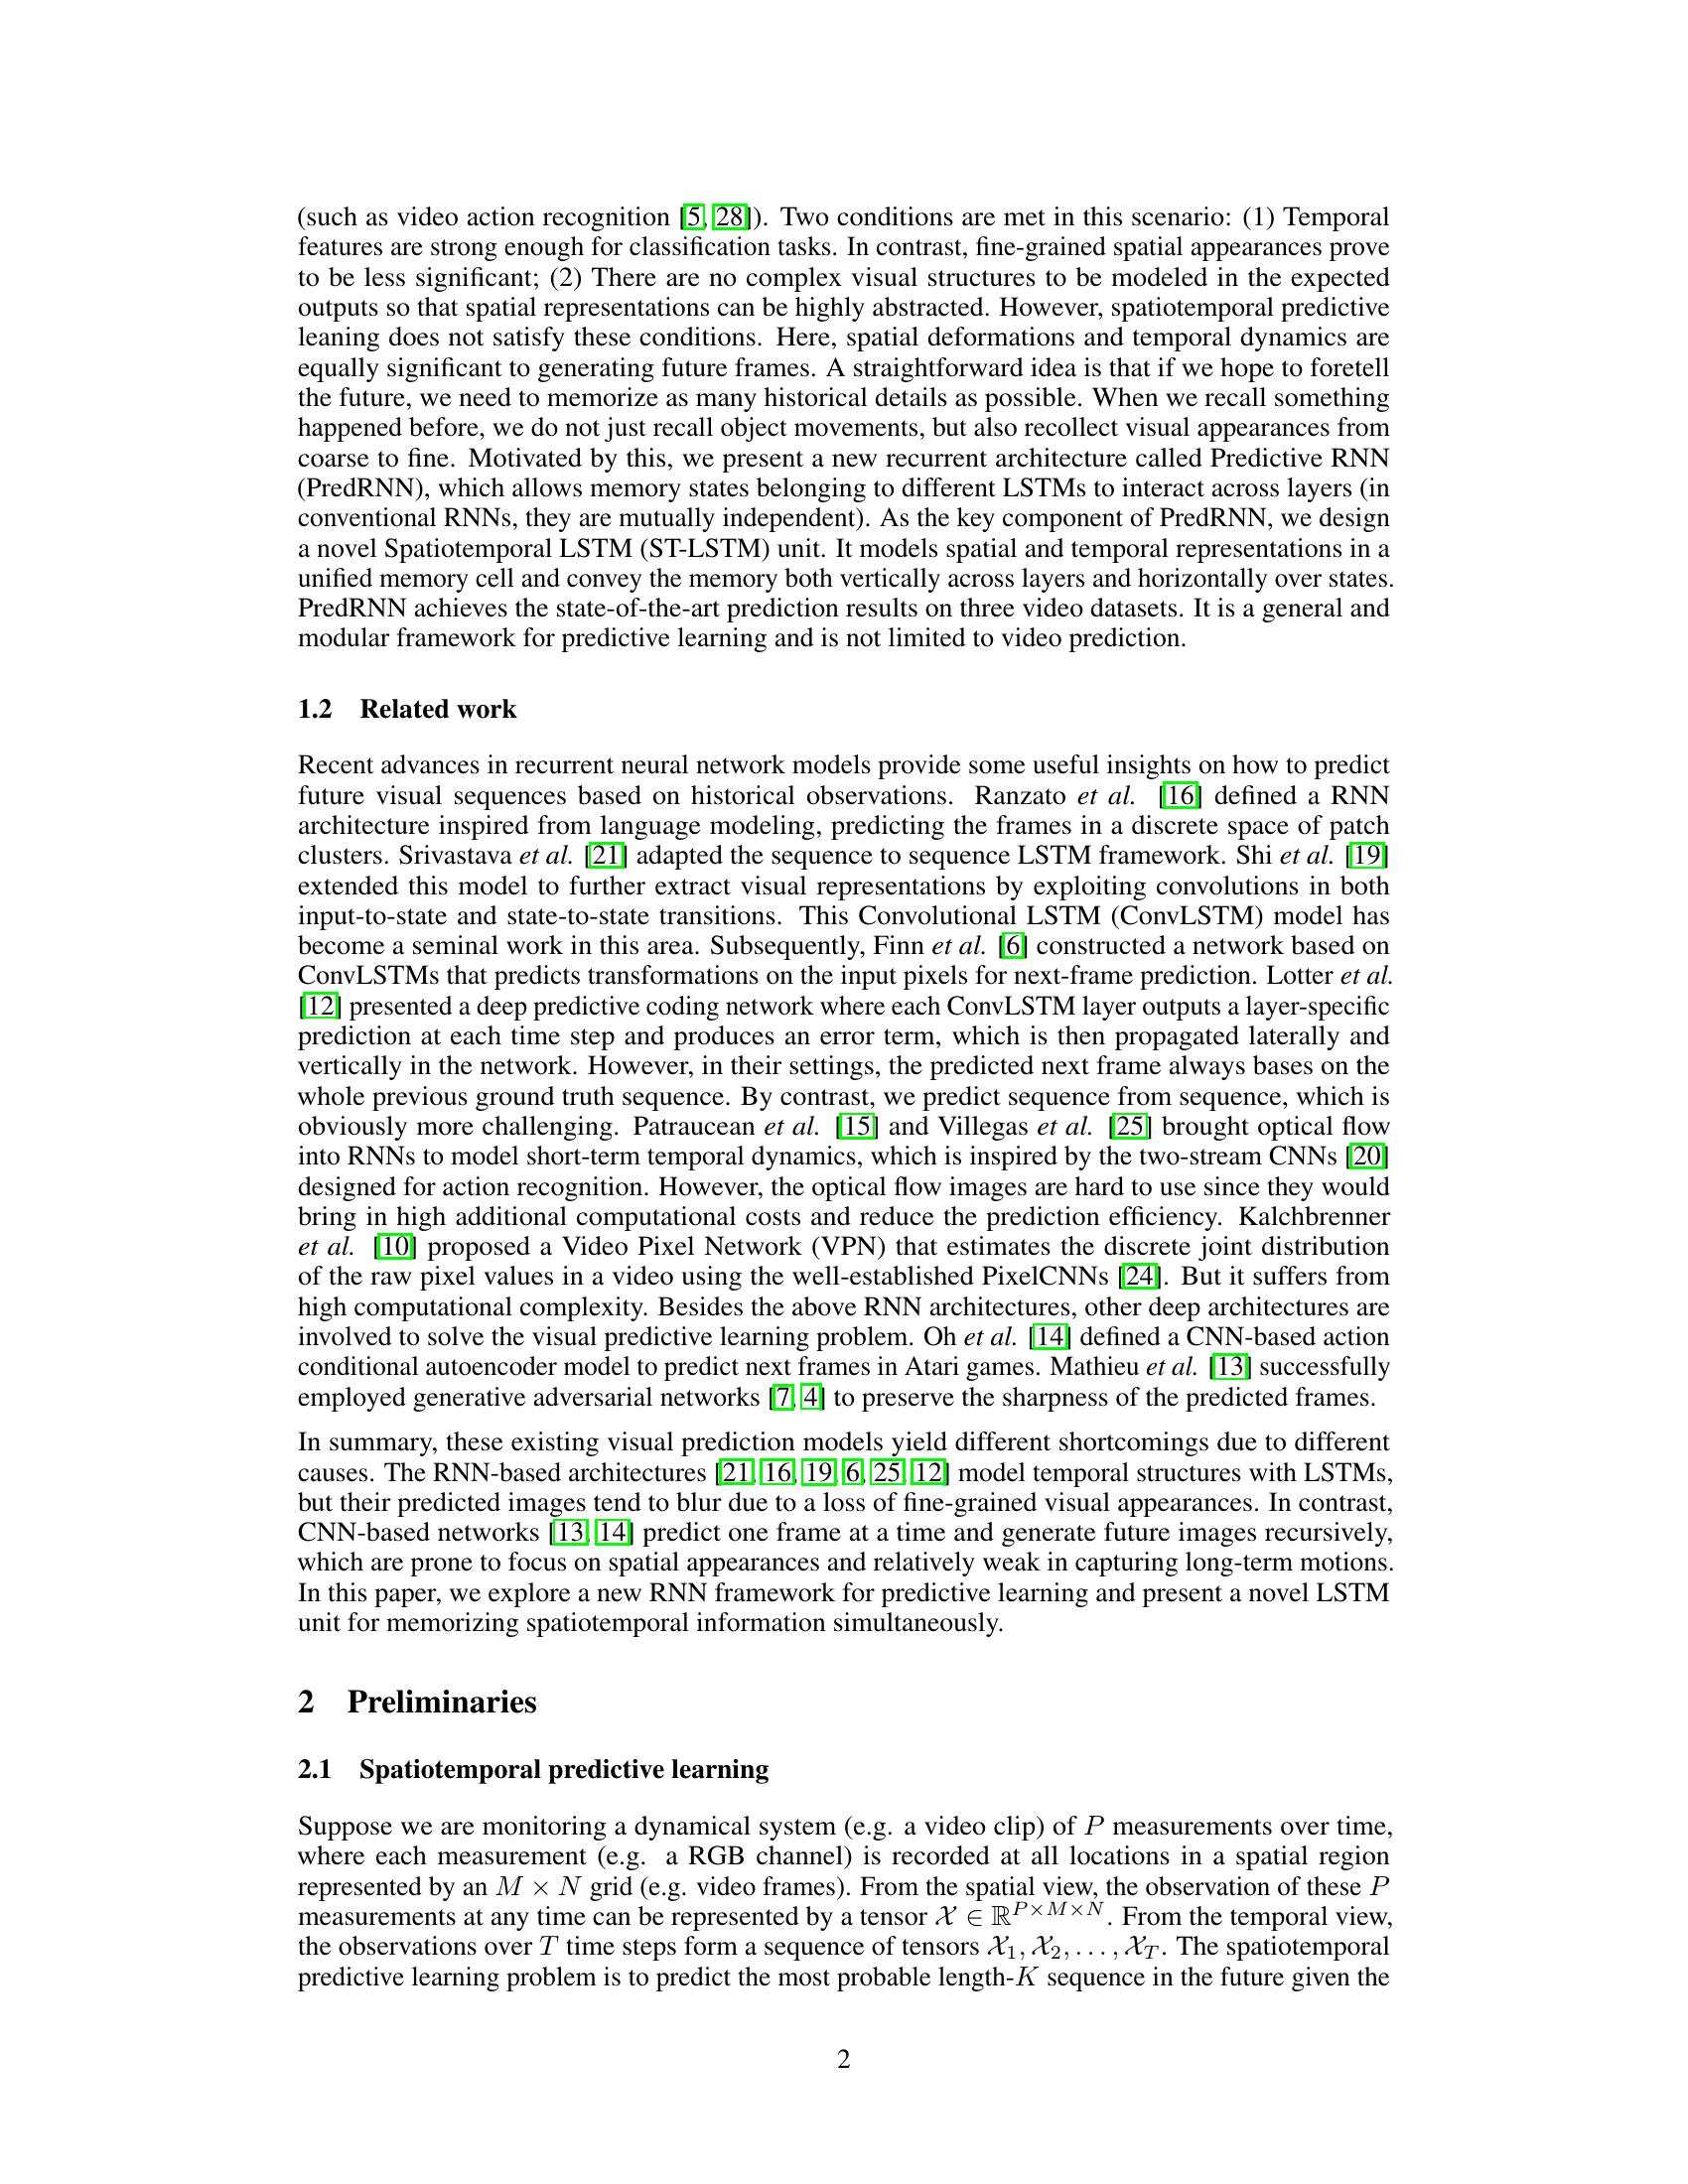 (such as video action recognition [5, 28]). Two conditions are met in this scenario: (1) Temporal
features are strong enough for classification tasks. In contrast, fine-grained spatial appearances prove
to be less significant; (2) There are no complex visual structures to be modeled in the expected
outputs so that spatial representations can be highly abstracted. However, spatiotemporal predictive
leaning does not satisfy these conditions. Here, spatial deformations and temporal dynamics are
equally significant to generating future frames. A straightforward idea is that if we hope to foretell
the future, we need to memorize as many historical details as possible. When we recall something
happened before, we do not just recall object movements, but also recollect visual appearances from
coarse to fine. Motivated by this, we present a new recurrent architecture called Predictive RNN
(PredRNN), which allows memory states belonging to different LSTMs to interact across layers (in
conventional RNNs, they are mutually independent). As the key component of PredRNN, we design
a novel Spatiotemporal LSTM (ST-LSTM) unit. It models spatial and temporal representations in a
unified memory cell and convey the memory both vertically across layers and horizontally over states.
PredRNN achieves the state-of-the-art prediction results on three video datasets. It is a general and
modular framework for predictive learning and is not limited to video prediction.
1.2 Related work
Recent advances in recurrent neural network models provide some useful insights on how to predict
future visual sequences based on historical observations. Ranzato et al. [16] defined a RNN
architecture inspired from language modeling, predicting the frames in a discrete space of patch
clusters. Srivastava et al. [21] adapted the sequence to sequence LSTM framework. Shi et al. [19]
extended this model to further extract visual representations by exploiting convolutions in both
input-to-state and state-to-state transitions. This Convolutional LSTM (ConvLSTM) model has
become a seminal work in this area. Subsequently, Finn et al. [6] constructed a network based on
ConvLSTMs that predicts transformations on the input pixels for next-frame prediction. Lotter et al.
[12] presented a deep predictive coding network where each ConvLSTM layer outputs a layer-specific
prediction at each time step and produces an error term, which is then propagated laterally and
vertically in the network. However, in their settings, the predicted next frame always bases on the
whole previous ground truth sequence. By contrast, we predict sequence from sequence, which is
obviously more challenging. Patraucean et al. [15] and Villegas et al. [25] brought optical flow
into RNNs to model short-term temporal dynamics, which is inspired by the two-stream CNNs [20]
designed for action recognition. However, the optical flow images are hard to use since they would
bring in high additional computational costs and reduce the prediction efficiency. Kalchbrenner
et al. [10] proposed a Video Pixel Network (VPN) that estimates the discrete joint distribution
of the raw pixel values in a video using the well-established PixelCNNs [24]. But it suffers from
high computational complexity. Besides the above RNN architectures, other deep architectures are
involved to solve the visual predictive learning problem. Oh et al. [14] defined a CNN-based action
conditional autoencoder model to predict next frames in Atari games. Mathieu et al. [13] successfully
employed generative adversarial networks [7, 4] to preserve the sharpness of the predicted frames.
In summary, these existing visual prediction models yield different shortcomings due to different
causes. The RNN-based architectures [21, 16, 19, 6, 25, 12] model temporal structures with LSTMs,
but their predicted images tend to blur due to a loss of fine-grained visual appearances. In contrast,
CNN-based networks [13, 14] predict one frame at a time and generate future images recursively,
which are prone to focus on spatial appearances and relatively weak in capturing long-term motions.
In this paper, we explore a new RNN framework for predictive learning and present a novel LSTM
unit for memorizing spatiotemporal information simultaneously.
2 Preliminaries
2.1 Spatiotemporal predictive learning
Suppose we are monitoring a dynamical system (e.g. a video clip) of P measurements over time,
where each measurement (e.g. a RGB channel) is recorded at all locations in a spatial region
represented by an M × N grid (e.g. video frames). From the spatial view, the observation of these P
measurements at any time can be represented by a tensor 𝒳 ∈ ℝ^{P×M×N}. From the temporal view,
the observations over T time steps form a sequence of tensors 𝒳₁, 𝒳₂, . . . , 𝒳_T. The spatiotemporal
predictive learning problem is to predict the most probable length-K sequence in the future given the
2